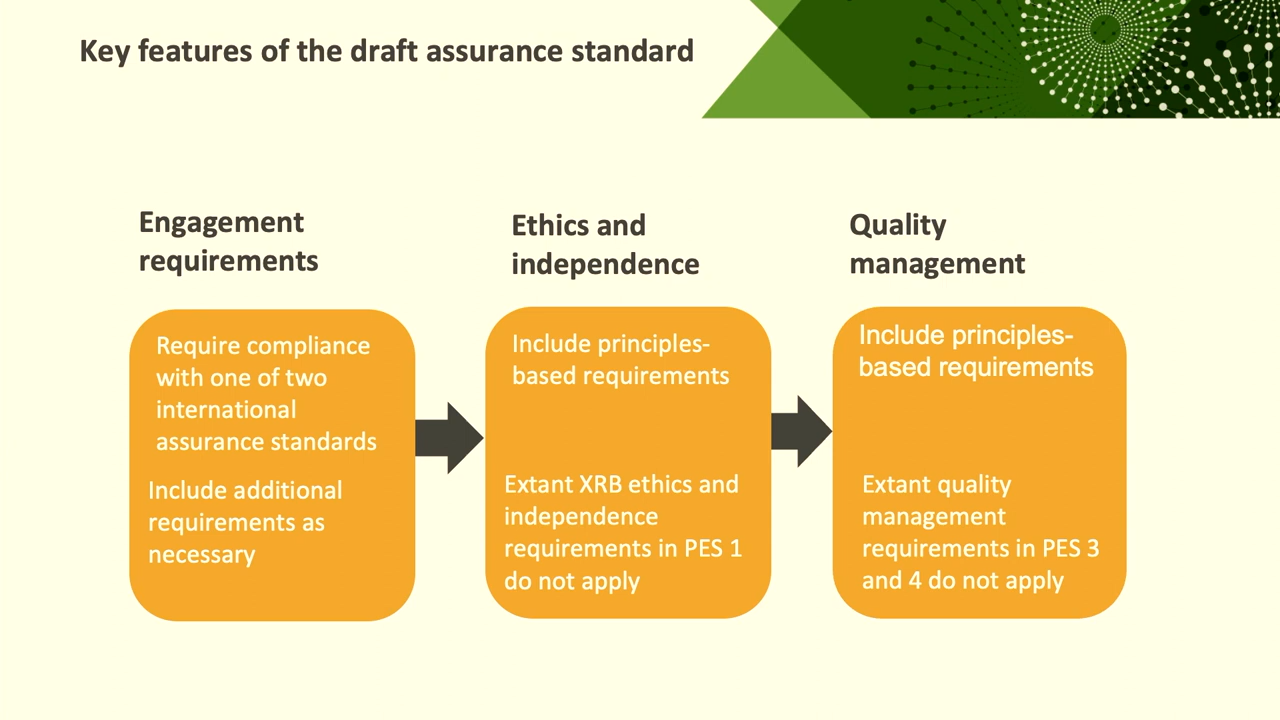 Key features of the draft assurance standard
Engagement
requirements
Require compliance
with one of two
international
assurance standards
Include additional
requirements as
necessary
Ethics and
independence
Include principles-
based requirements
Extant XRB ethics and
independence
requirements in PES 1
do not apply
Quality
management
Include principles-
based requirements
Extant quality
management
requirements in PES 3
and 4 do not apply